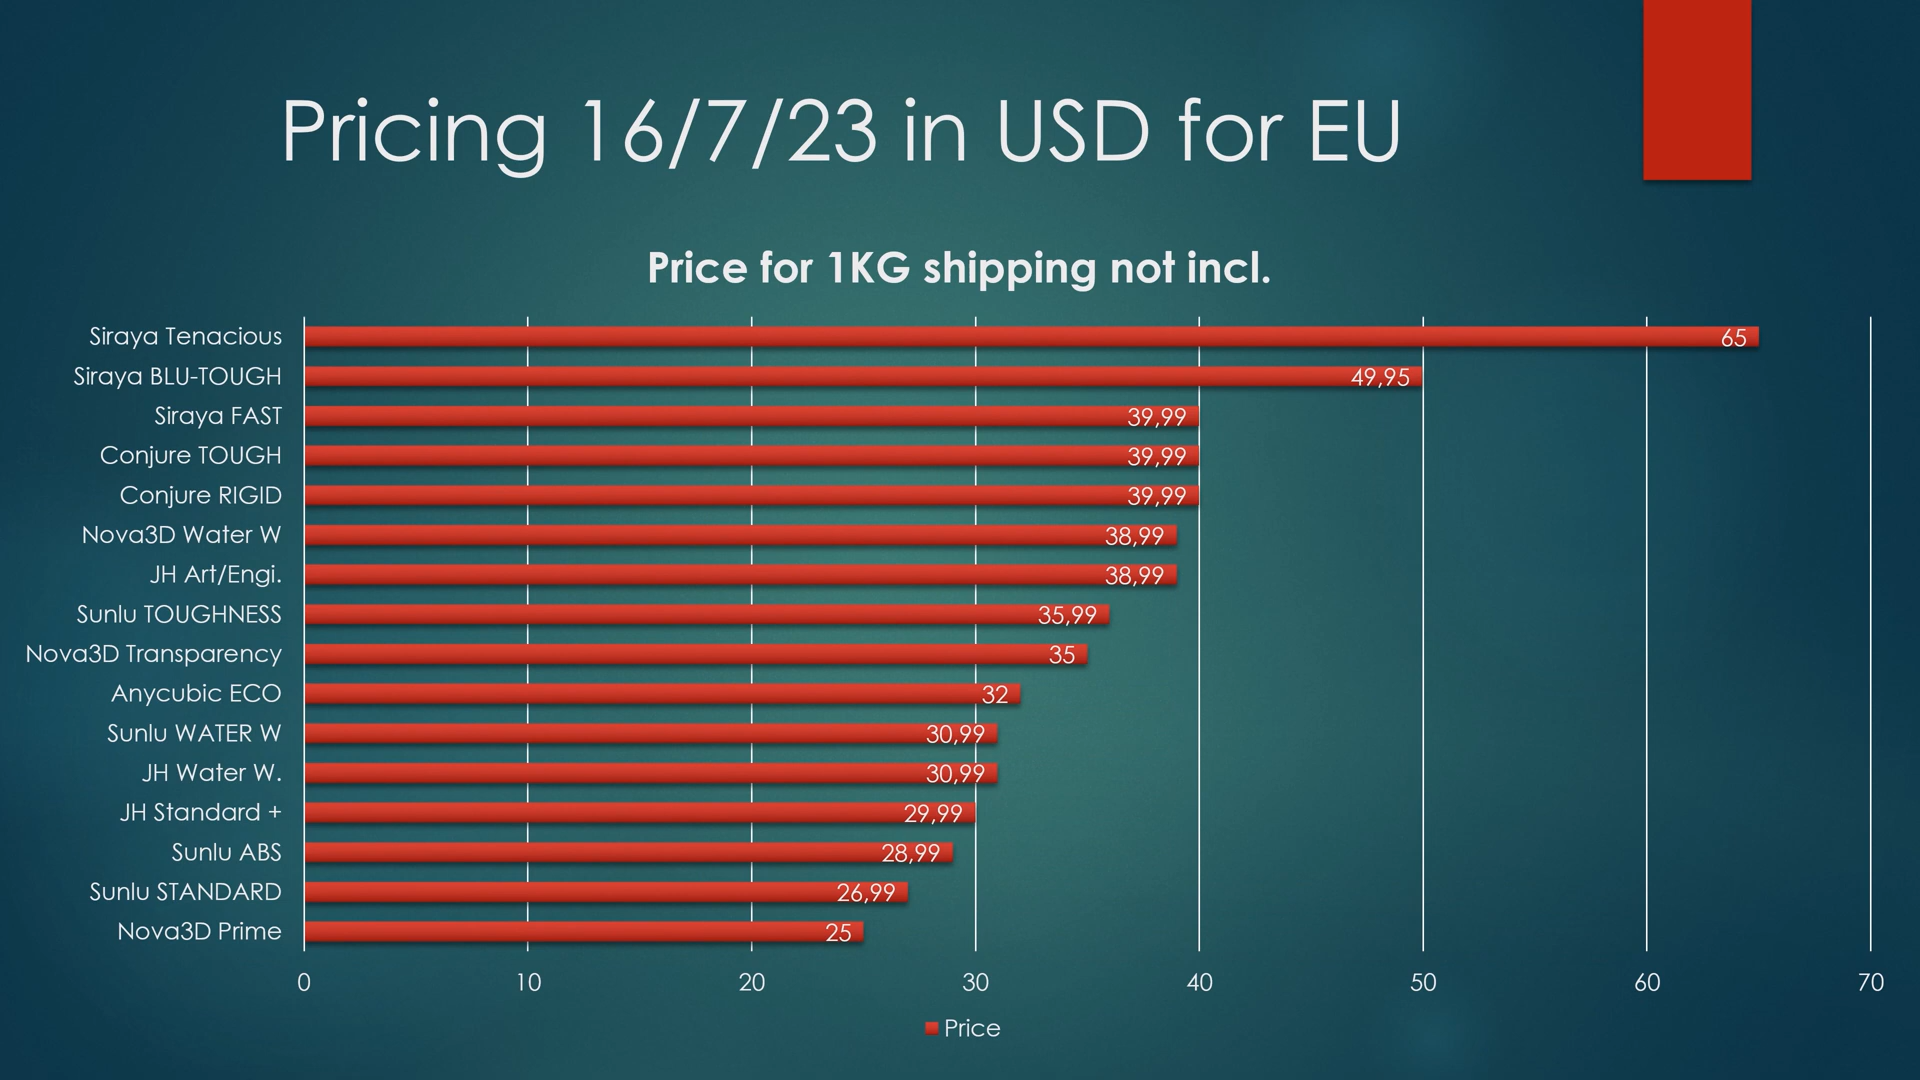 Pricing 16/7/23 in USD for EU
Price for 1KG shipping not incl.
Siraya Tenacious 65
Siraya BLU-TOUGH 49,95
Siraya FAST 39,99
Conjure TOUGH 39,99
Conjure RIGID 39,99
Nova3D Water W 38,99
JH Art/Engi. 38,99
Sunlu TOUGHNESS 35,99
Nova3D Transparency 35
Anycubic ECO 32
Sunlu WATER W 30,99
JH Water W. 30,99
JH Standard + 29,99
Sunlu ABS 28,99
Sunlu STANDARD 26,99
Nova3D Prime 25
0 10 20 30 40 50 60 70
Price